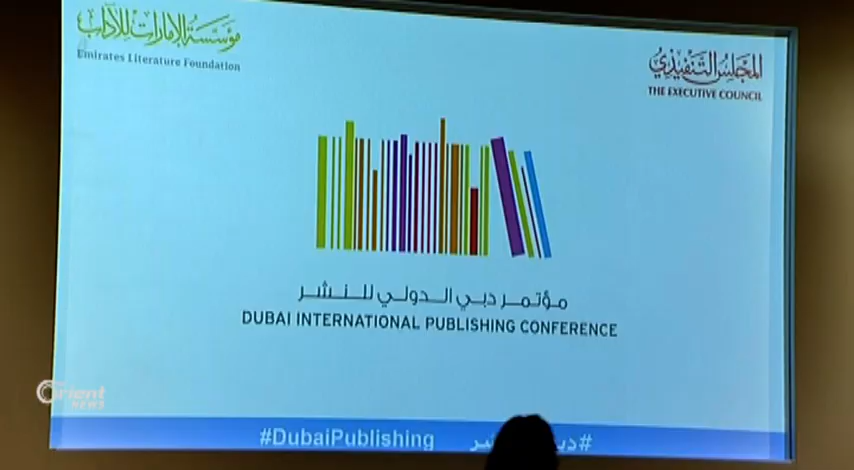 مؤسسة الإمارات للآداب
Emirates Literature Foundation
المجلس التنفيذي
THE EXECUTIVE COUNCIL
مؤتمر دبي الدولي للنشر
DUBAI INTERNATIONAL PUBLISHING CONFERENCE
Orient
NEWS
#DubaiPublishing